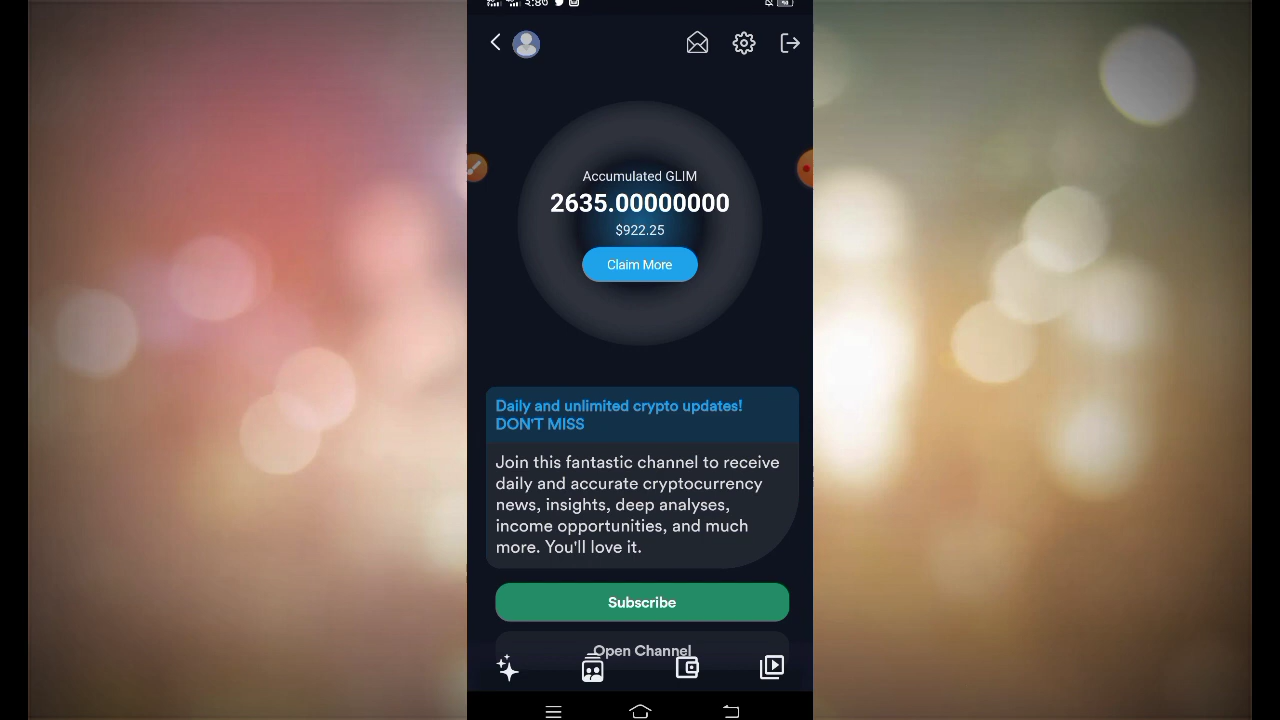 Accumulated GLIM
2635.00000000
$922.25
Claim More
Daily and unlimited crypto updates!
DON'T MISS
Join this fantastic channel to receive
daily and accurate cryptocurrency
news, insights, deep analyses,
income opportunities, and much
more. You'll love it.
Subscribe
Open Channel